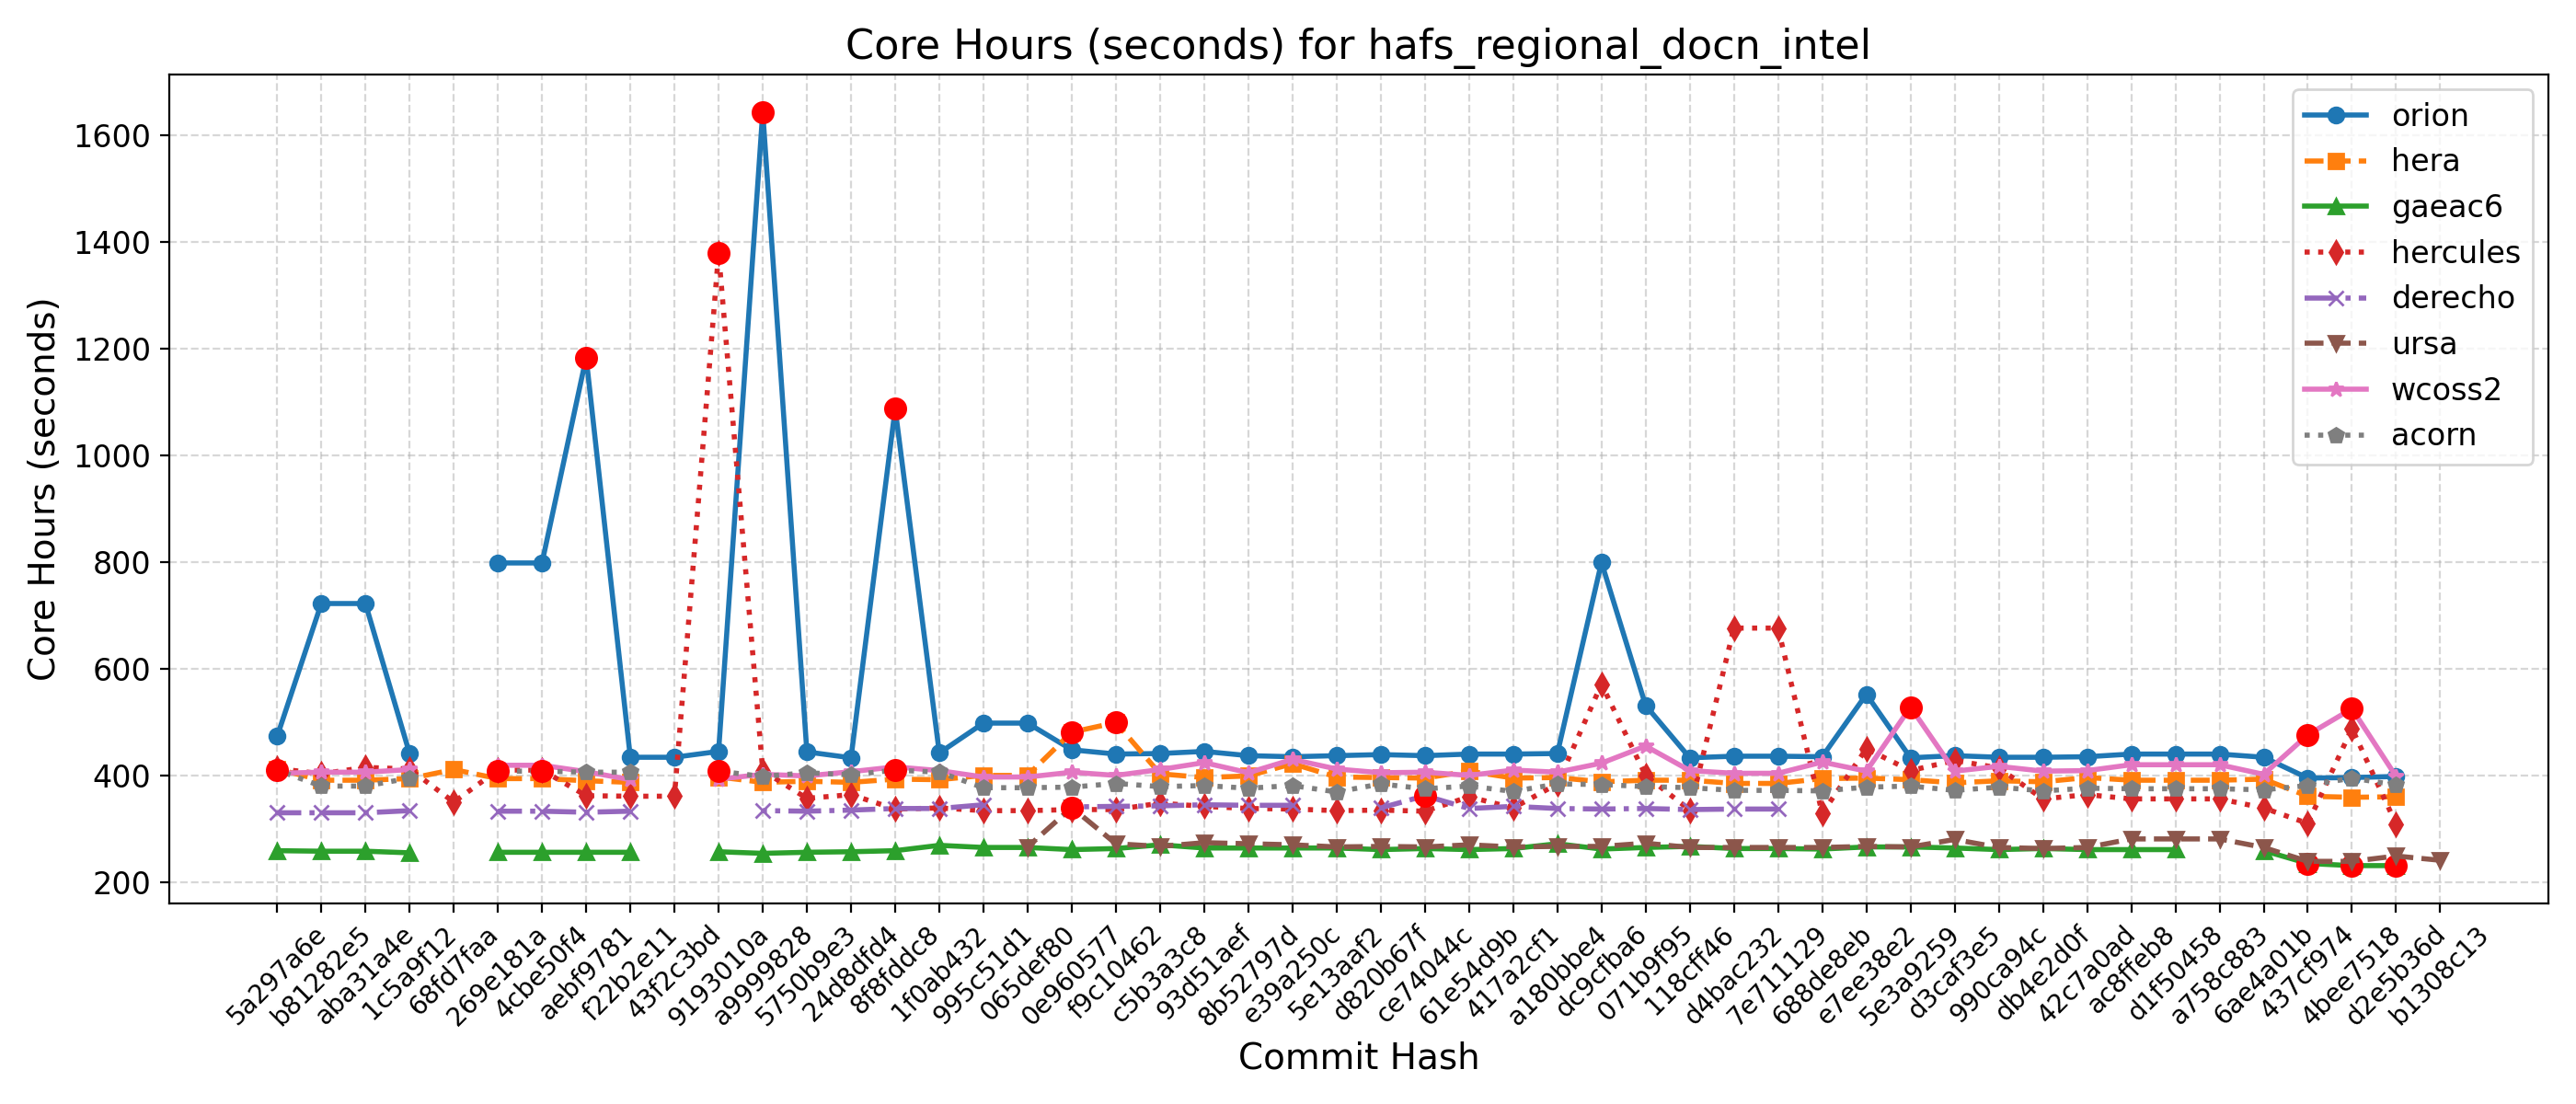 Core Hours (seconds) for hafs_regional_docn_intel
Core Hours (seconds)
1600
1400
1200
1000
800
600
400
200
orion
hera
gaeac6
hercules
derecho
ursa
wcoss2
acorn
5a297a6e
b81282e5
aba31a4e
1c5a9f12
68fd7faa
269e181a
4cbe50f4
aebf9781
f22b2e11
43f2c3bd
9193010a
a9999828
5750b9e3
24d8dfd4
8f8fddc8
1f0ab432
995c51d1
065def80
0e960577
f9c10462
c5b3a3c8
93d51aef
8b52797d
e39a250c
5e13aaf2
d820b67f
ce74044c
61e54d9b
417a2cf1
a180bbe4
dc9cfba6
071b9f95
118cff46
d4bac232
7e711129
688de8eb
e7ee38e2
5e3a9259
d3caf3e5
990ca94c
db4e2d0f
42c7a0ad
ac8ffeb8
d1f50458
a758c883
6ae4a01b
437cf974
4bee7518
d2e5b36d
b1308c13
Commit Hash